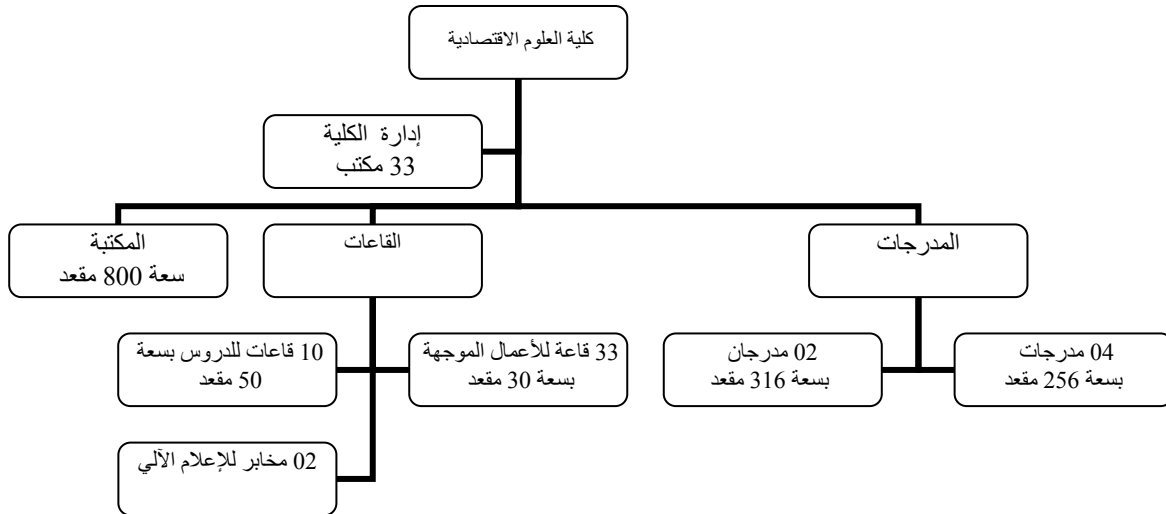 كلية العلوم الاقتصادية
إدارة الكلية
33 مكتب
المدرجات
القاعات
المكتبة
سعة 800 مقعد
04 مدرجات
بسعة 256 مقعد
02 مدرجان
بسعة 316 مقعد
33 قاعة للأعمال الموجهة
بسعة 30 مقعد
10 قاعات للدروس بسعة
50 مقعد
02 مخابر للإعلام الآلي